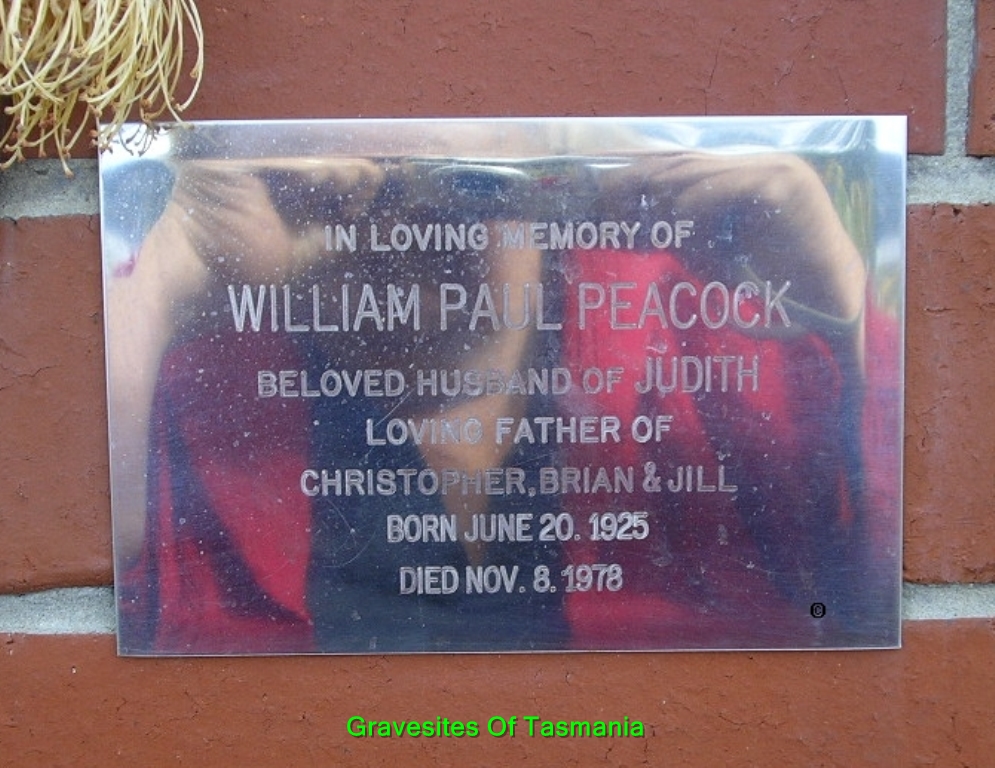 IN LOVING MEMORY OF
WILLIAM PAUL PEACOCK
BELOVED HUSBAND OF JUDITH
LOVING FATHER OF
CHRISTOPHER, BRIAN & JILL
BORN JUNE 20. 1925
DIED NOV. 8. 1978
©
Gravesites Of Tasmania